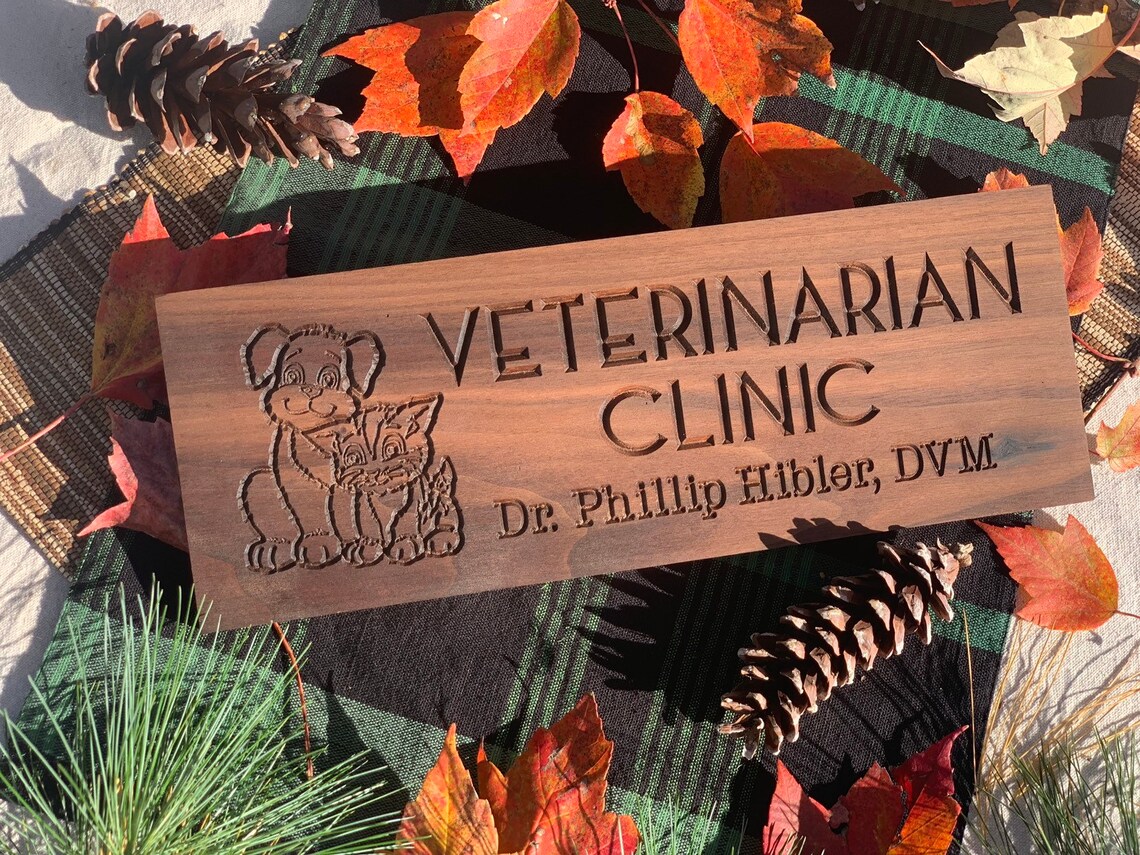 VETERINARIAN
CLINIC
Dr. Phillip Hibler, DVM